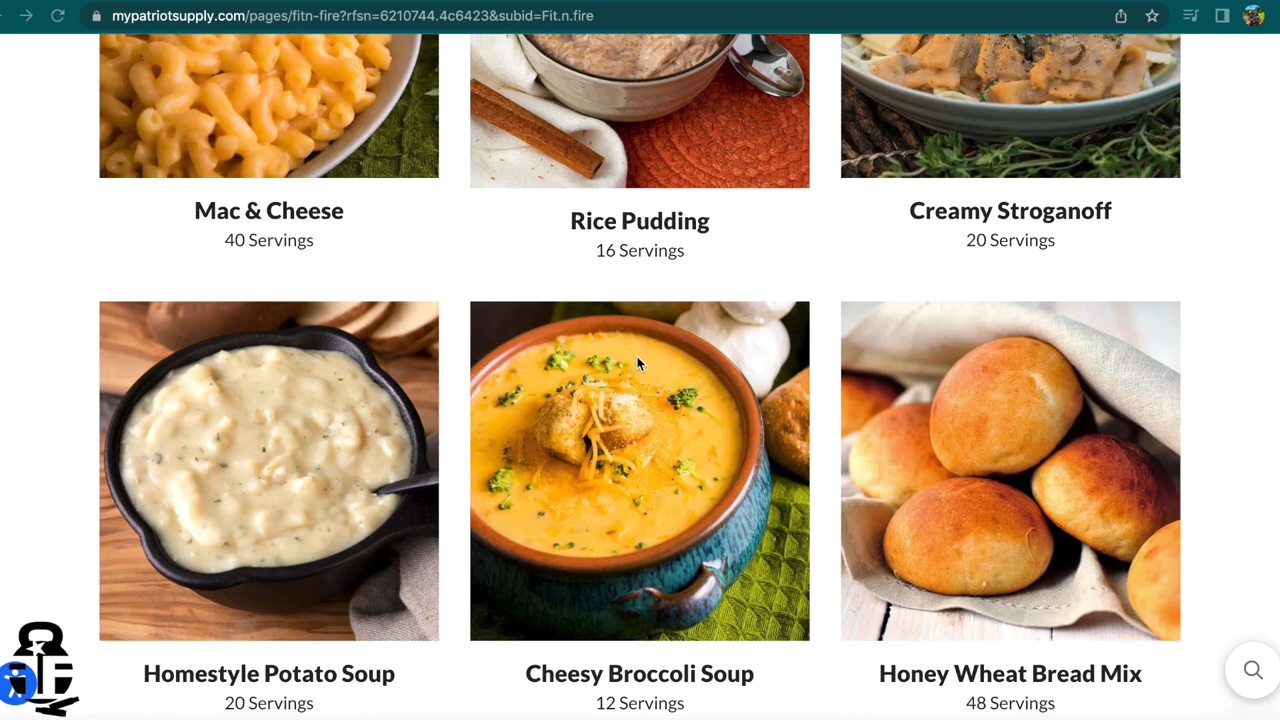 mypatriotsupply.com/pages/fitn-fire?rfsn=6210744.4c6423&subid=Fit.n.fire
Mac & Cheese
40 Servings
Rice Pudding
16 Servings
Creamy Stroganoff
20 Servings
Homestyle Potato Soup
20 Servings
Cheesy Broccoli Soup
12 Servings
Honey Wheat Bread Mix
48 Servings